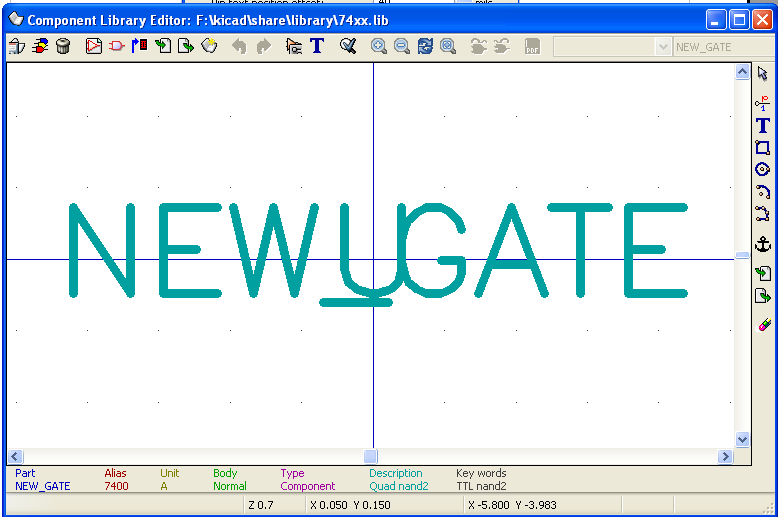 Component Library Editor: F:\kicad\share\library\74xx.lib
NEW_GATE
NEW_GATE
U
Part Alias Unit Body Type Description Key words
NEW_GATE 7400 A Normal Component Quad nand2 TTL nand2
Z 0.7 X 0.050 Y 0.150 X -5.800 Y -3.983